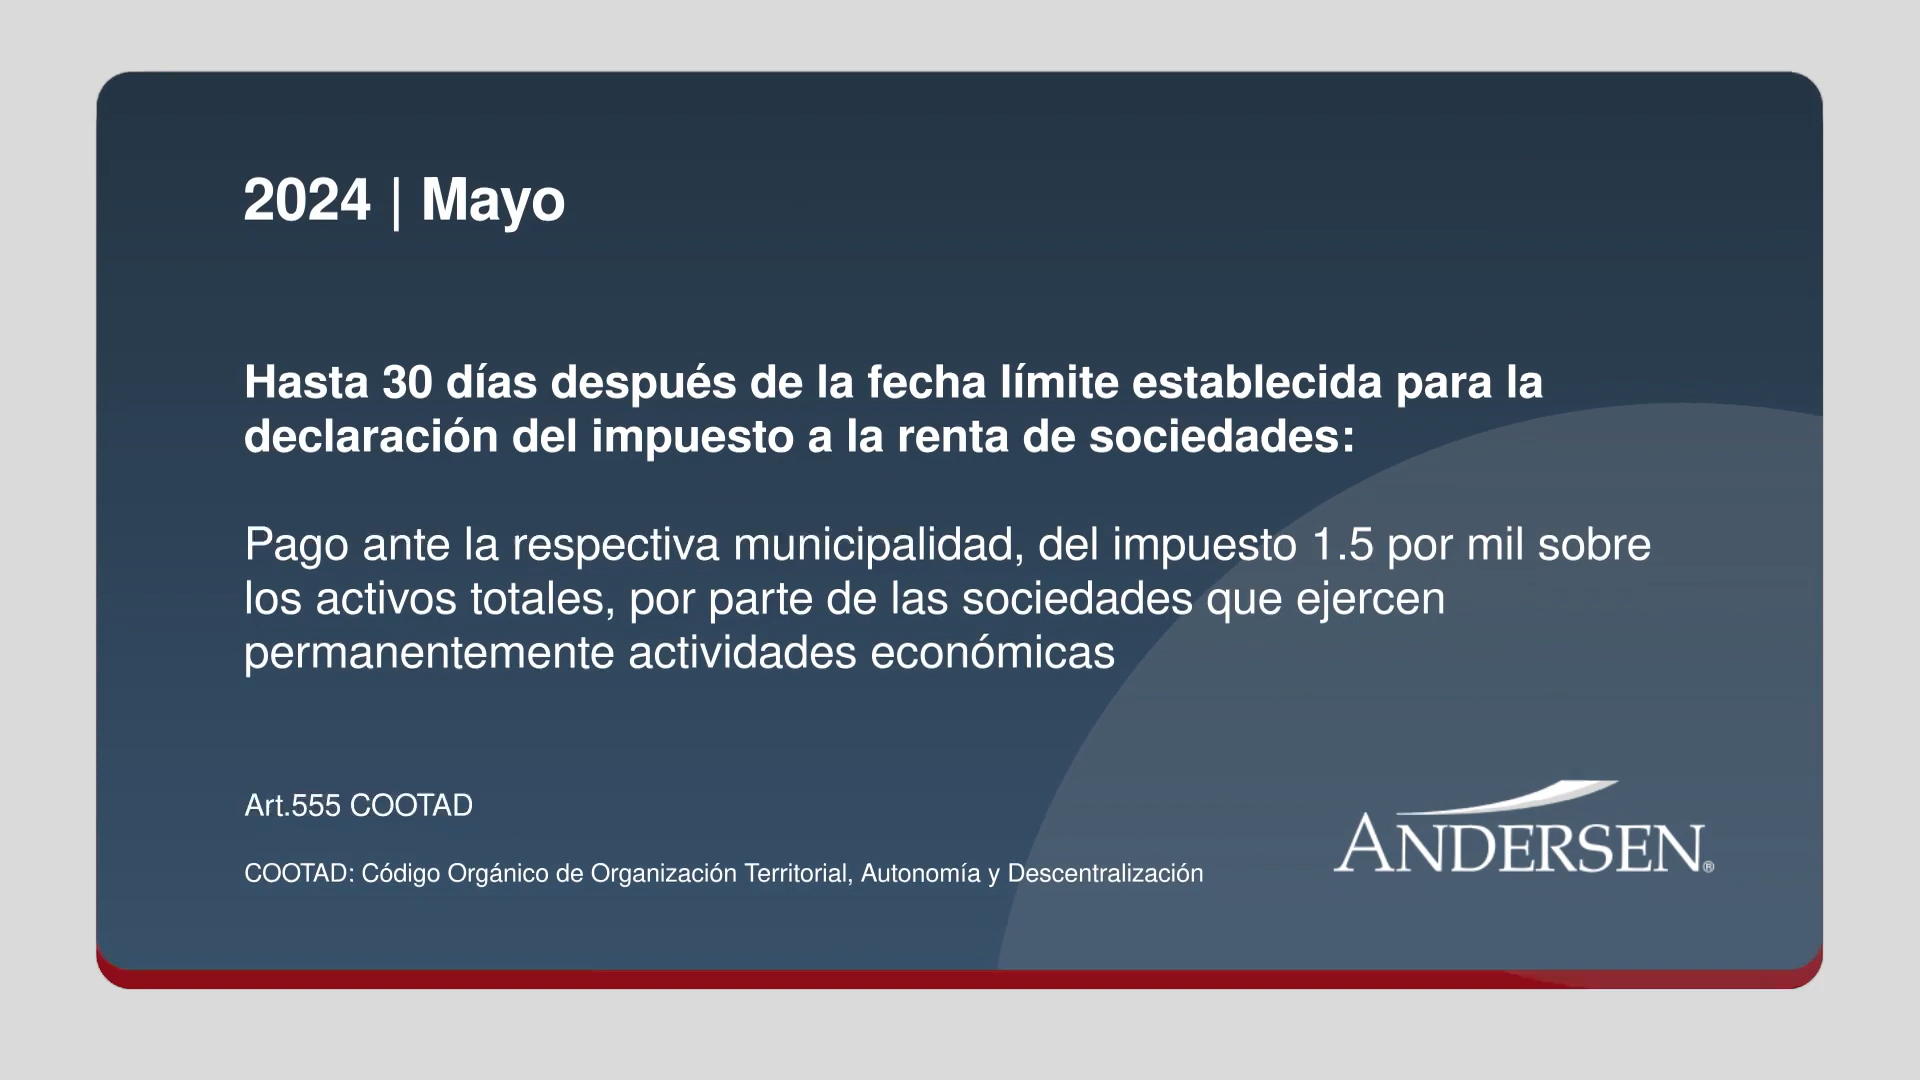 2024 | Mayo
Hasta 30 días después de la fecha límite establecida para la
declaración del impuesto a la renta de sociedades:
Pago ante la respectiva municipalidad, del impuesto 1.5 por mil sobre
los activos totales, por parte de las sociedades que ejercen
permanentemente actividades económicas
Art.555 COOTAD
COOTAD: Código Orgánico de Organización Territorial, Autonomía y Descentralización
ANDERSEN®